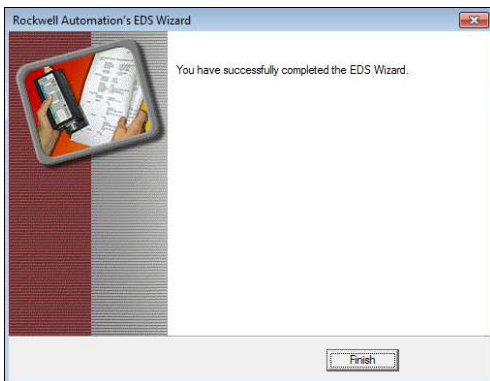 Rockwell Automation's EDS Wizard
You have successfully completed the EDS Wizard.
Finish